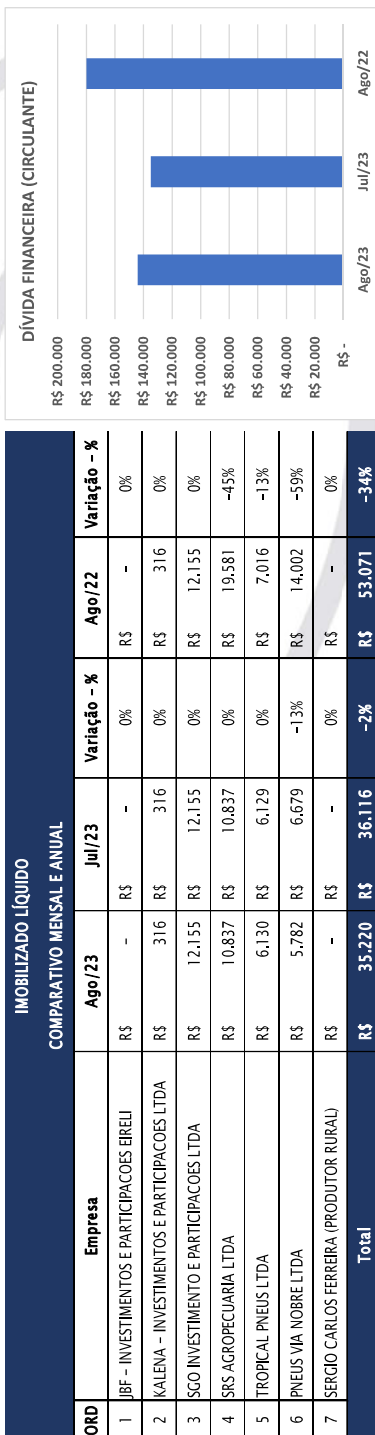 IMOBILIZADO LÍQUIDO
COMPARATIVO MENSAL E ANUAL
ORD Empresa Ago/23 Jul/23 Variação - % Ago/22 Variação - %
1 JBF - INVESTIMENTOS E PARTICIPACOES EIRELI R$ - R$ - 0% R$ - 0%
2 KALENA - INVESTIMENTOS E PARTICIPACOES LTDA R$ 316 R$ 316 0% R$ 316 0%
3 SGO INVESTIMENTO E PARTICIPACOES LTDA R$ 12.155 R$ 12.155 0% R$ 12.155 0%
4 SRS AGROPECUARIA LTDA R$ 10.837 R$ 10.837 0% R$ 19.581 -45%
5 TROPICAL PNEUS LTDA R$ 6.130 R$ 6.129 0% R$ 7.016 -13%
6 PNEUS VIA NOBRE LTDA R$ 5.782 R$ 6.679 -13% R$ 14.002 -59%
7 SERGIO CARLOS FERREIRA (PRODUTOR RURAL) R$ - R$ - 0% R$ - 0%
Total R$ 35.220 R$ 36.116 -2% R$ 53.071 -34%
DÍVIDA FINANCEIRA (CIRCULANTE)
R$ 200.000
R$ 180.000
R$ 160.000
R$ 140.000
R$ 120.000
R$ 100.000
R$ 80.000
R$ 60.000
R$ 40.000
R$ 20.000
R$ -
Ago/23 Jul/23 Ago/22